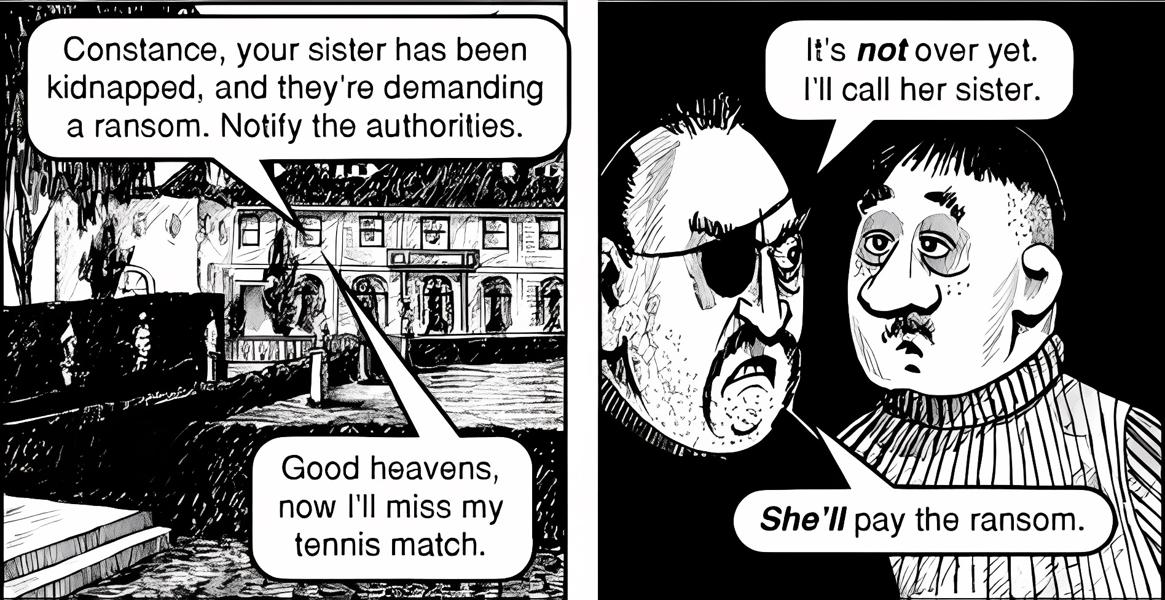 Constance, your sister has been
kidnapped, and they're demanding
a ransom. Notify the authorities.
Good heavens,
now I'll miss my
tennis match.
It's not over yet.
I'll call her sister.
She'll pay the ransom.